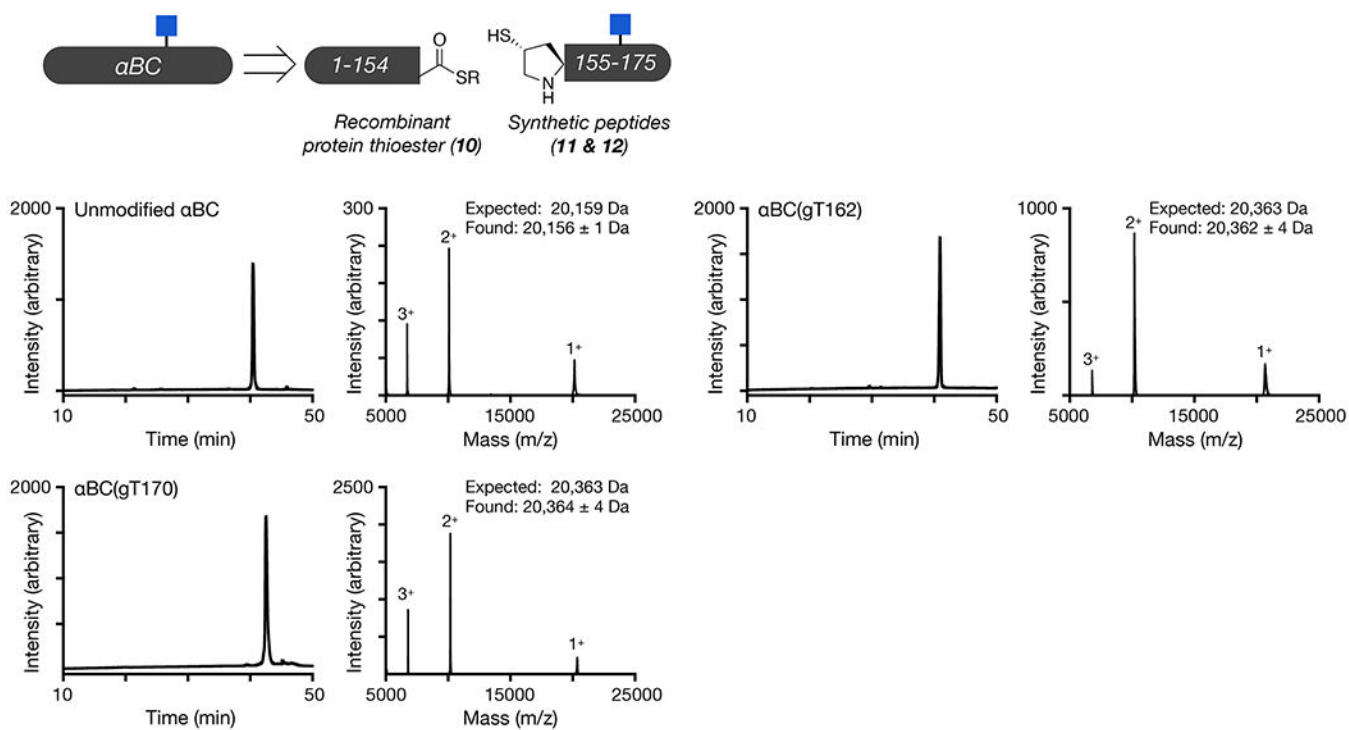 αBC
1-154
O
SR
HS
N
H
155-175
Recombinant
protein thioester (10)
Synthetic peptides
(11 & 12)
2000
Unmodified αBC
Intensity (arbitrary)
10
50
Time (min)
300
Expected: 20,159 Da
Found: 20,156 ± 1 Da
2+
3+
1+
Intensity (arbitrary)
5000
15000
25000
Mass (m/z)
2000
αBC(gT162)
Intensity (arbitrary)
10
50
Time (min)
1000
Expected: 20,363 Da
Found: 20,362 ± 4 Da
2+
3+
1+
Intensity (arbitrary)
5000
15000
25000
Mass (m/z)
2000
αBC(gT170)
Intensity (arbitrary)
10
50
Time (min)
2500
Expected: 20,363 Da
Found: 20,364 ± 4 Da
2+
3+
1+
Intensity (arbitrary)
5000
15000
25000
Mass (m/z)